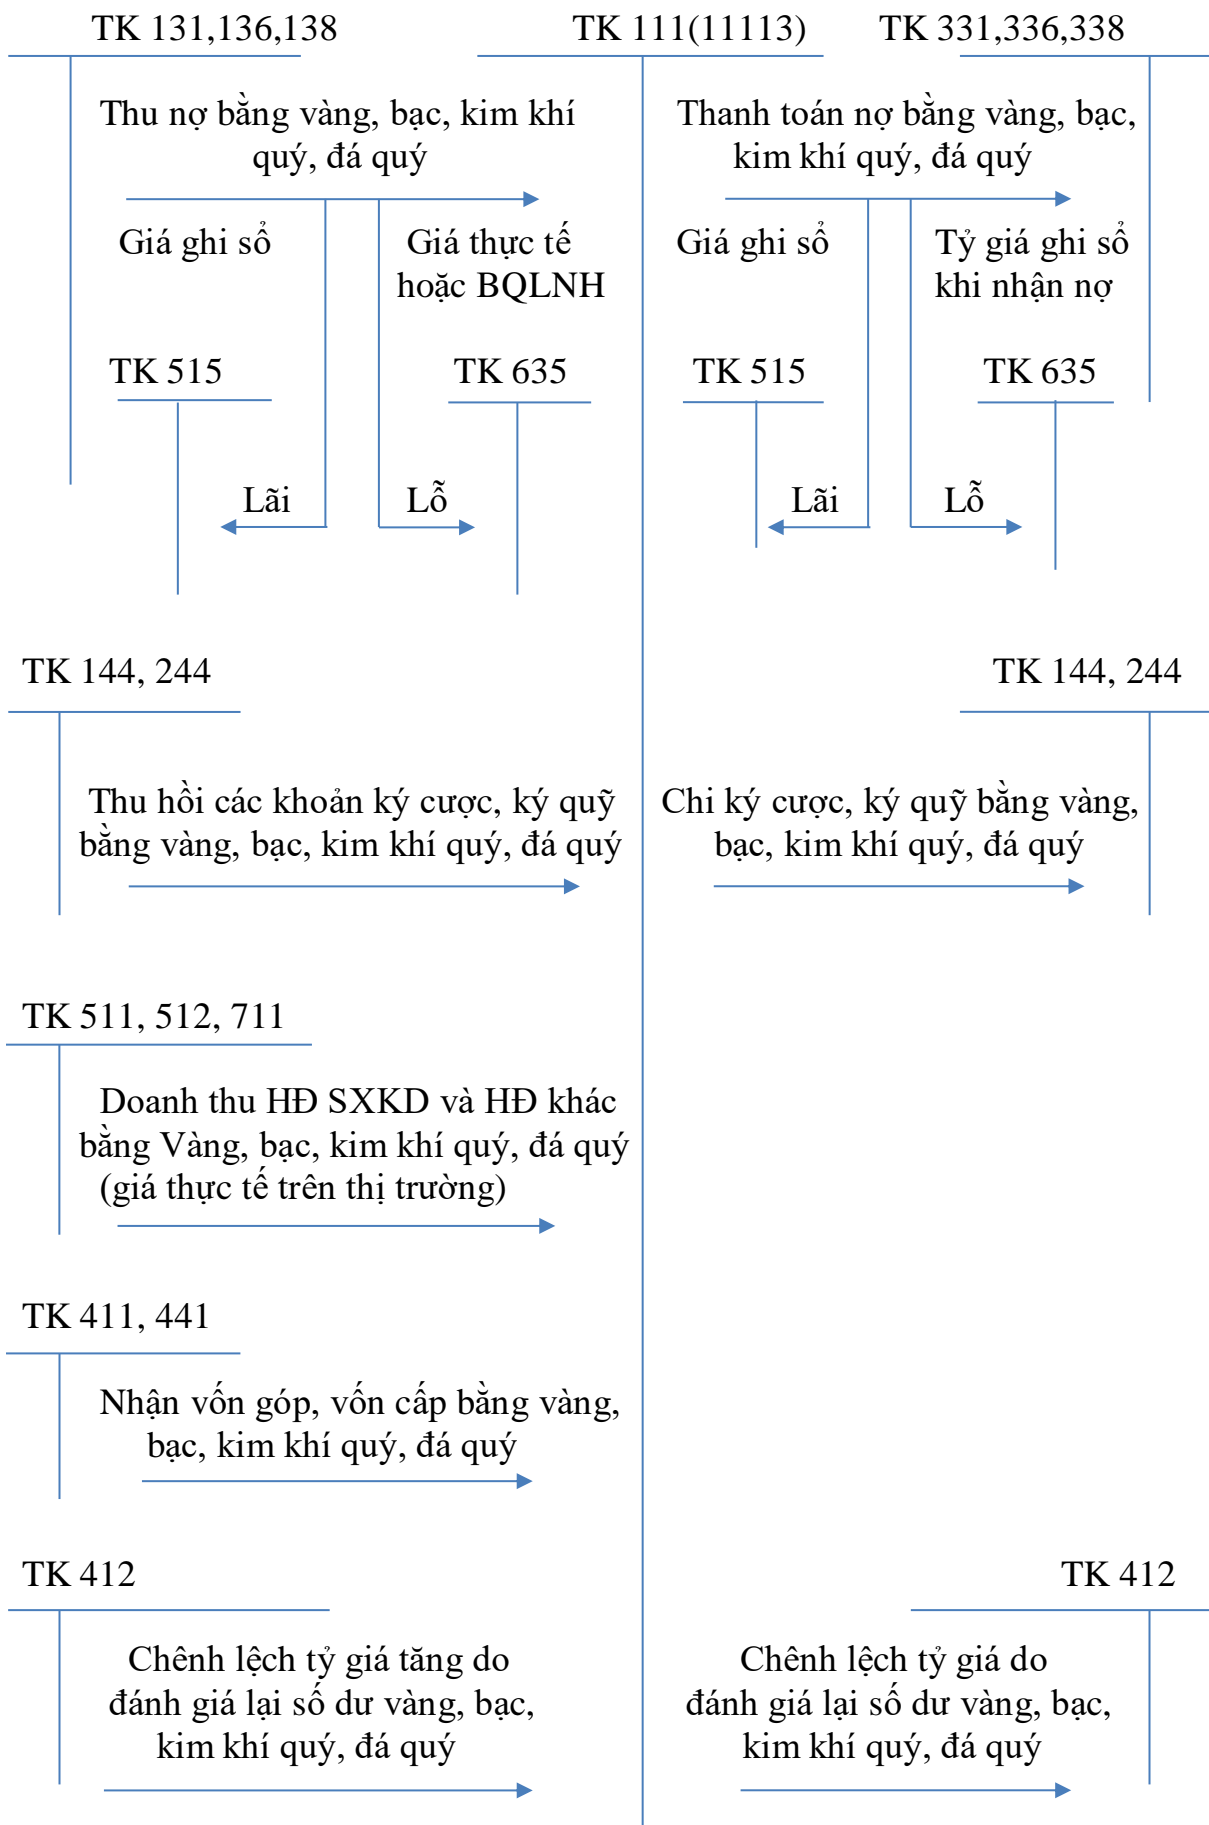 TK 131,136,138
TK 111(11113)
TK 331,336,338
Thu nợ bằng vàng, bạc, kim khí
quý, đá quý
Thanh toán nợ bằng vàng, bạc,
kim khí quý, đá quý
Giá ghi sổ
Giá thực tế
hoặc BQLNH
Giá ghi sổ
Tỷ giá ghi sổ
khi nhận nợ
TK 515
TK 635
TK 515
TK 635
Lãi
Lỗ
Lãi
Lỗ
TK 144, 244
TK 144, 244
Thu hồi các khoản ký cược, ký quỹ
bằng vàng, bạc, kim khí quý, đá quý
Chi ký cược, ký quỹ bằng vàng,
bạc, kim khí quý, đá quý
TK 511, 512, 711
Doanh thu HĐ SXKD và HĐ khác
bằng Vàng, bạc, kim khí quý, đá quý
(giá thực tế trên thị trường)
TK 411, 441
Nhận vốn góp, vốn cấp bằng vàng,
bạc, kim khí quý, đá quý
TK 412
TK 412
Chênh lệch tỷ giá tăng do
đánh giá lại số dư vàng, bạc,
kim khí quý, đá quý
Chênh lệch tỷ giá do
đánh giá lại số dư vàng, bạc,
kim khí quý, đá quý